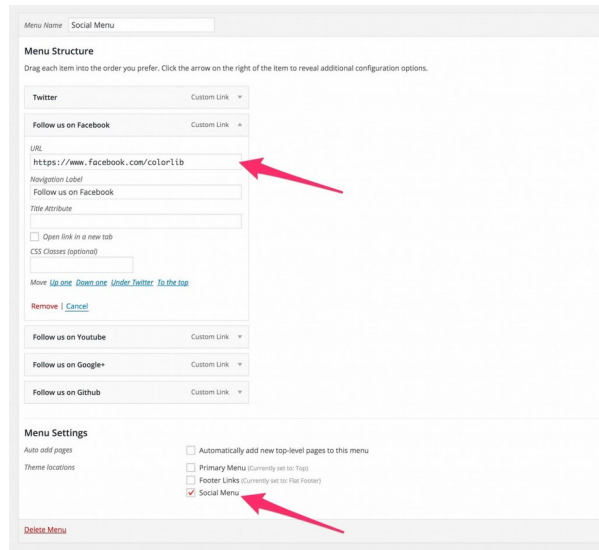 Menu Name Social Menu
Menu Structure
Drag each item into the order you prefer. Click the arrow on the right of the item to reveal additional configuration options.
Twitter Custom Link
Follow us on Facebook Custom Link
URL
https://www.facebook.com/colorlib
Navigation Label
Follow us on Facebook
Title Attribute
Open link in a new tab
CSS Classes (optional)
Move Up one Down one Under Twitter To the top
Remove | Cancel
Follow us on Youtube Custom Link
Follow us on Google+ Custom Link
Follow us on Github Custom Link
Menu Settings
Auto add pages Automatically add new top-level pages to this menu
Theme locations Primary Menu (Currently set to: Top)
Footer Links (Currently set to: Flat Footer)
Social Menu
Delete Menu